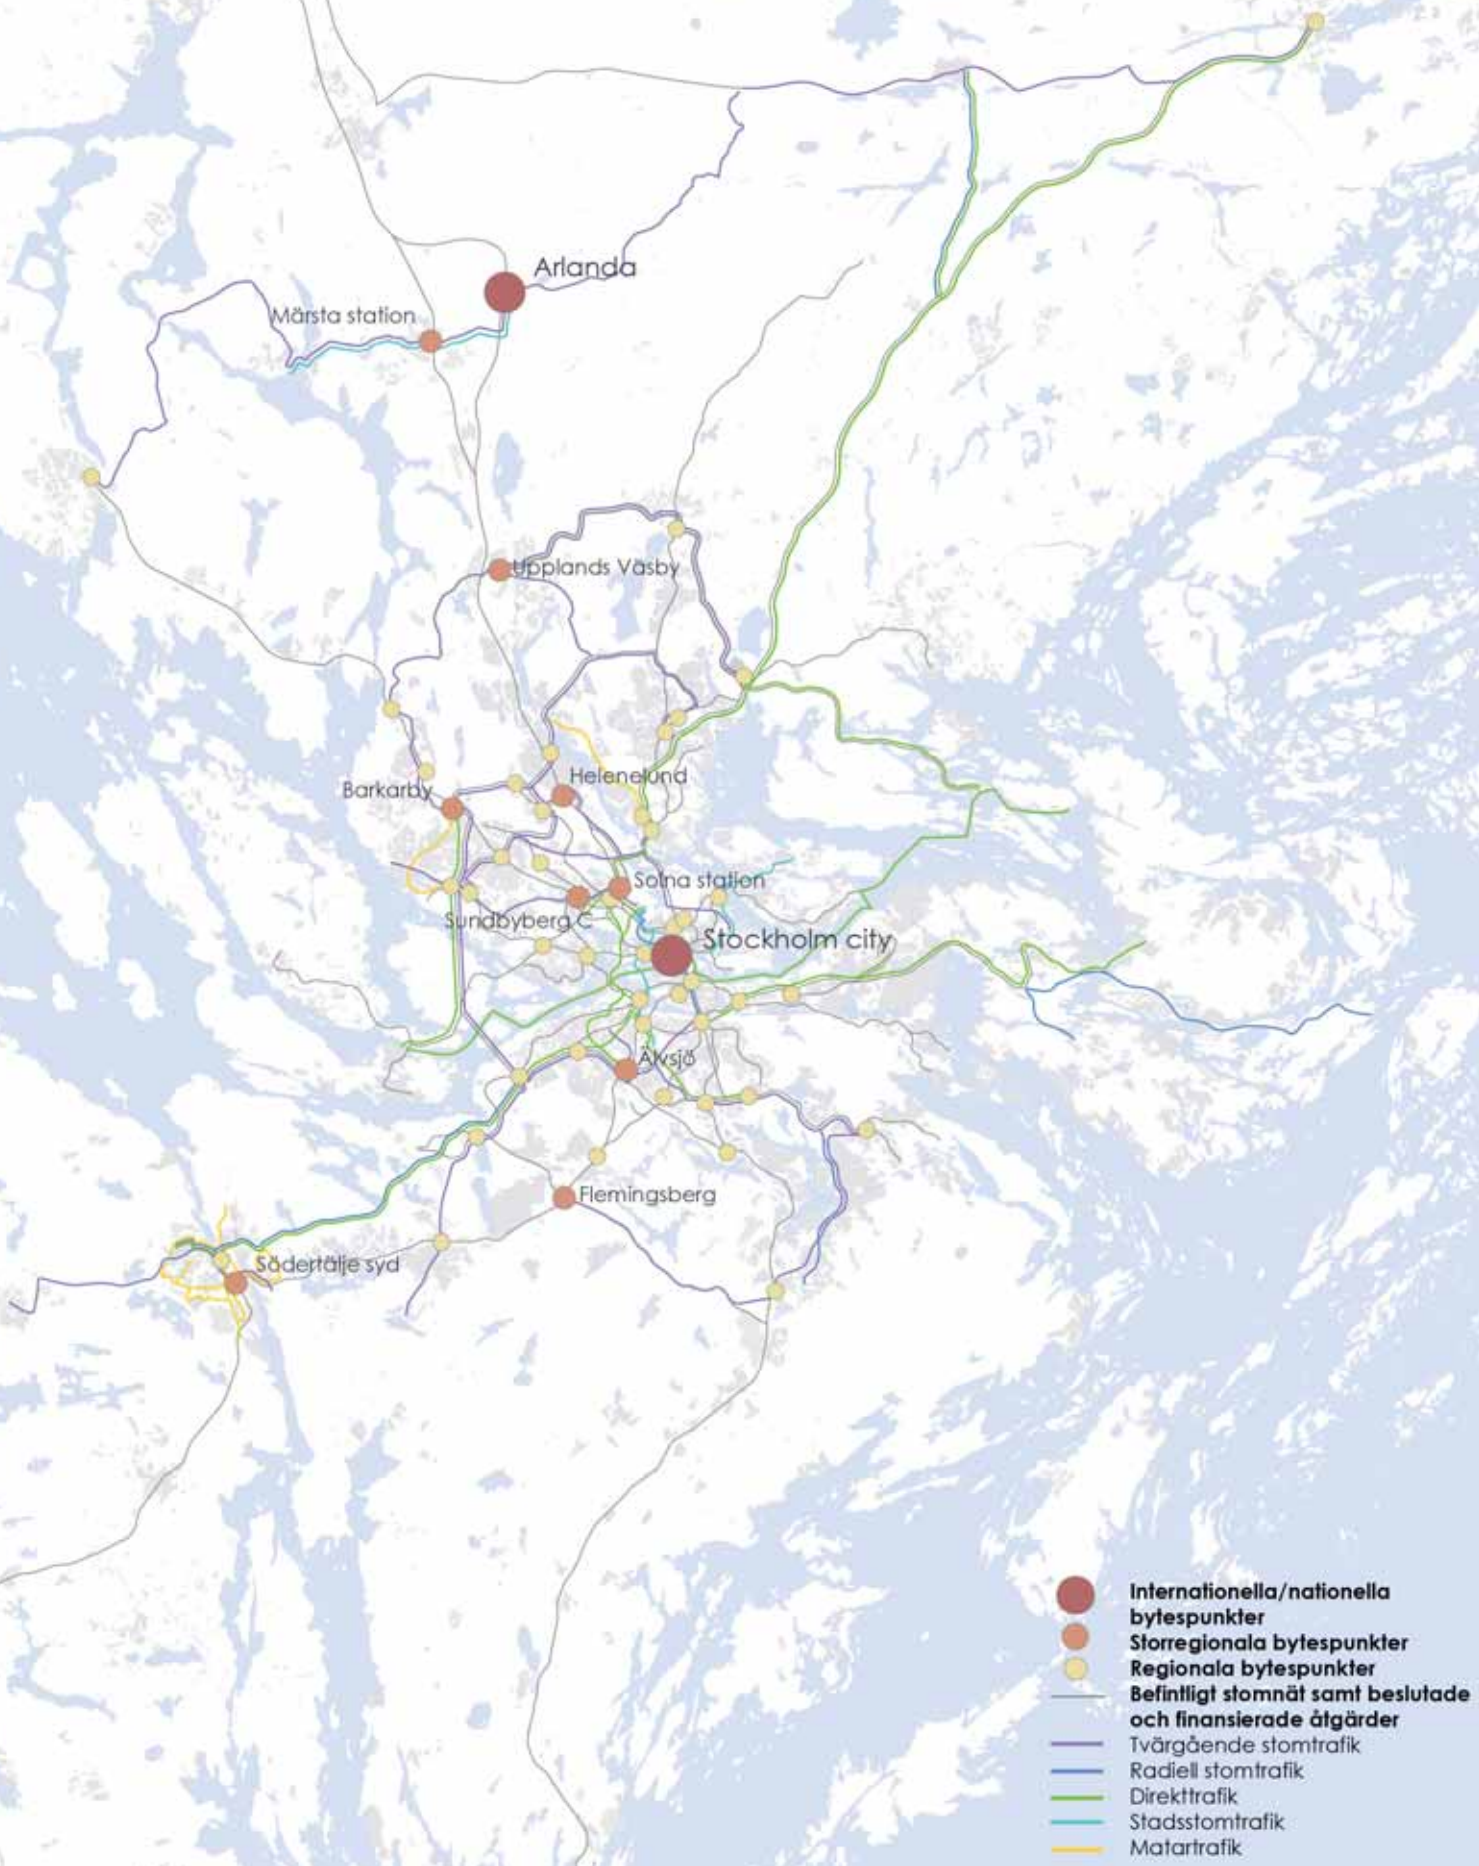 Arlanda
Märsta station
Upplands Väsby
Helenelund
Barkarby
Solna station
Sundbyberg C
Stockholm city
Älvsjö
Flemingsberg
Södertälje syd
Internationella/nationella
bytespunkter
Storregionala bytespunkter
Regionala bytespunkter
Befintligt stomnät samt beslutade
och finansierade åtgärder
Tvärgående stomtrafik
Radiell stomtrafik
Direkttrafik
Stadsstomtrafik
Matartrafik